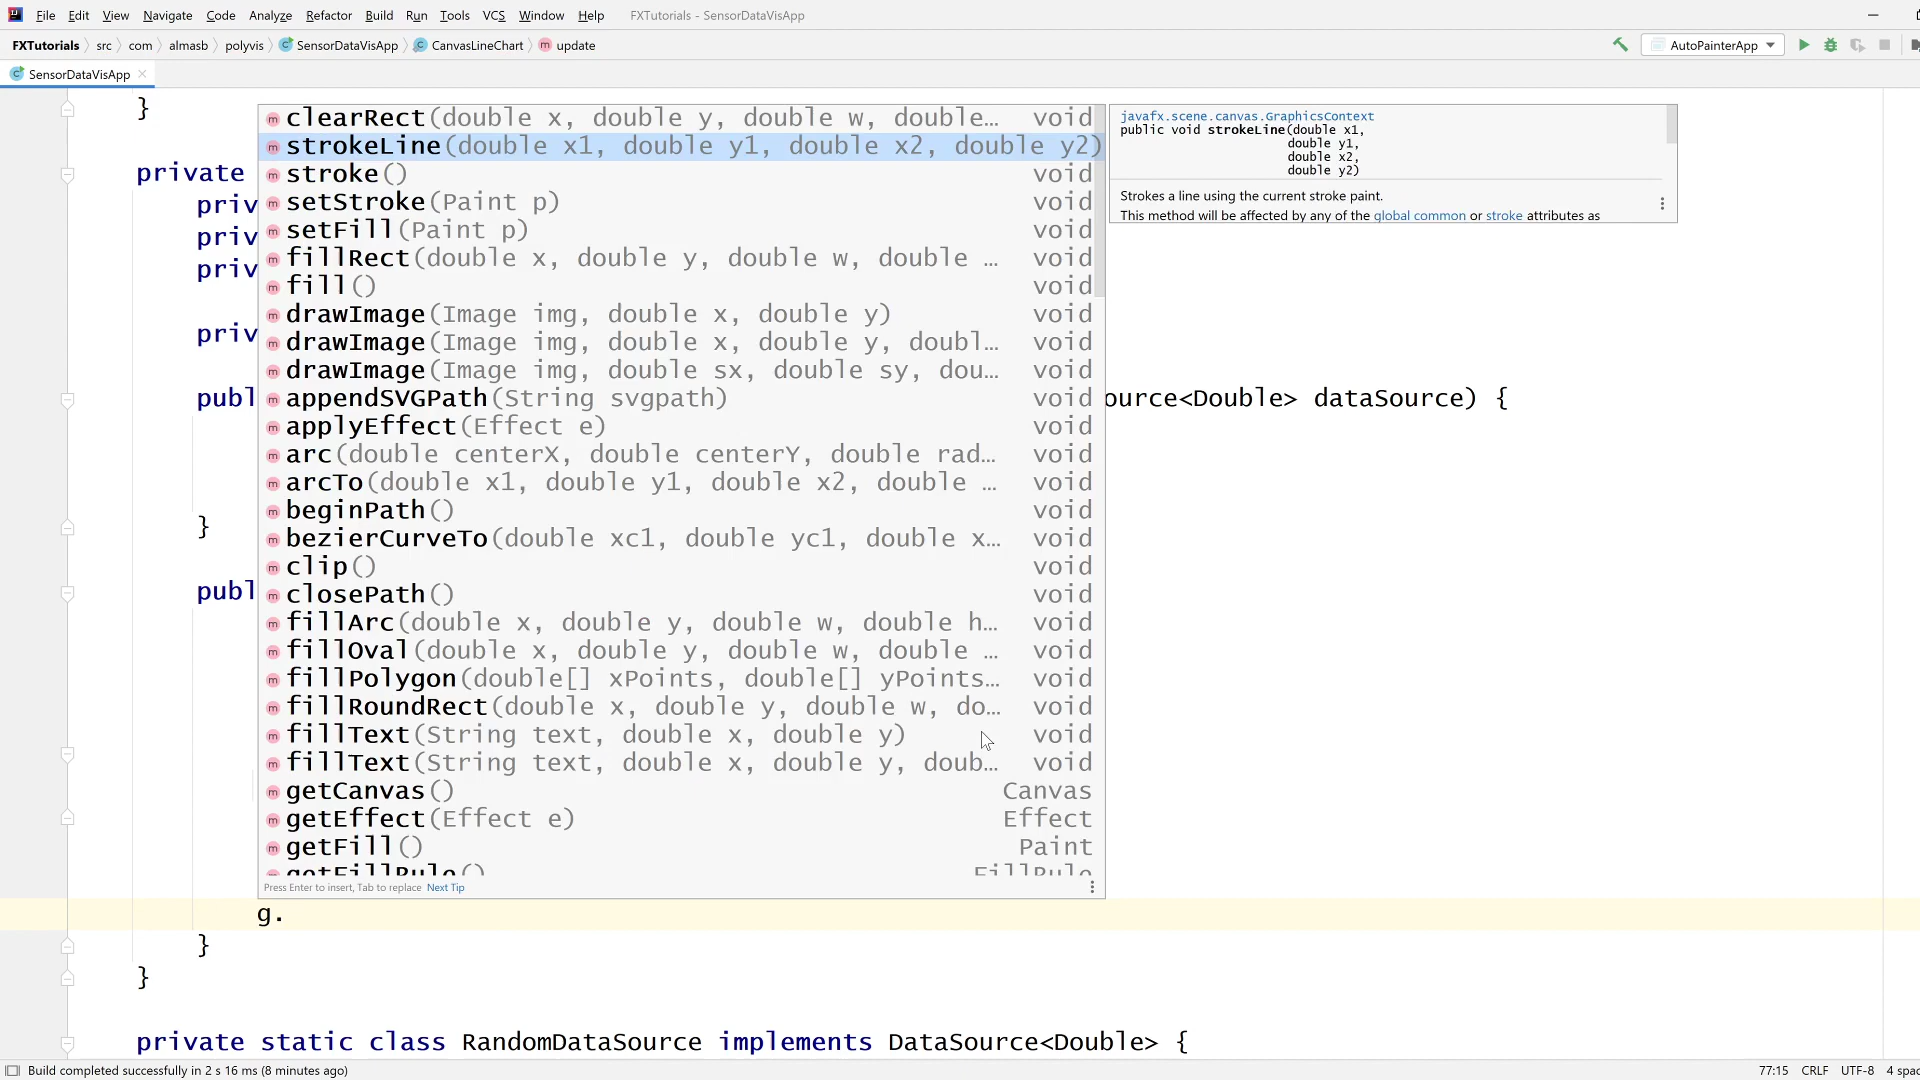 File Edit View Navigate Code Analyze Refactor Build Run Tools VCS Window Help FXTutorials - SensorDataVisApp
FXTutorials src com almasb polyvis SensorDataVisApp CanvasLineChart update AutoPainterApp
SensorDataVisApp
}
clearRect(double x, double y, double w, double… void
strokeLine(double x1, double y1, double x2, double y2)
private
stroke() void
setStroke(Paint p) void
priv
setFill(Paint p) void
priv
fillRect(double x, double y, double w, double … void
priv
fill() void
drawImage(Image img, double x, double y) void
priv
drawImage(Image img, double x, double y, doubl… void
drawImage(Image img, double sx, double sy, dou… void
publ
appendSVGPath(String svgpath) void
ource<Double> dataSource) {
applyEffect(Effect e) void
arc(double centerX, double centerY, double rad… void
arcTo(double x1, double y1, double x2, double … void
beginPath() void
}
bezierCurveTo(double xc1, double yc1, double x… void
clip() void
publ
closePath() void
fillArc(double x, double y, double w, double h… void
fillOval(double x, double y, double w, double … void
fillPolygon(double[] xPoints, double[] yPoints… void
fillRoundRect(double x, double y, double w, do… void
fillText(String text, double x, double y) void
fillText(String text, double x, double y, doub… void
getCanvas() Canvas
getEffect(Effect e) Effect
getFill() Paint
getFillRule() FillRule
Press Enter to insert, Tab to replace Next Tip
javafx.scene.canvas.GraphicsContext
public void strokeLine(double x1,
double y1,
double x2,
double y2)
Strokes a line using the current stroke paint.
This method will be affected by any of the global common or stroke attributes as
g.
}
}
private static class RandomDataSource implements DataSource<Double> {
Build completed successfully in 2 s 16 ms (8 minutes ago) 77:15 CRLF UTF-8 4 spac